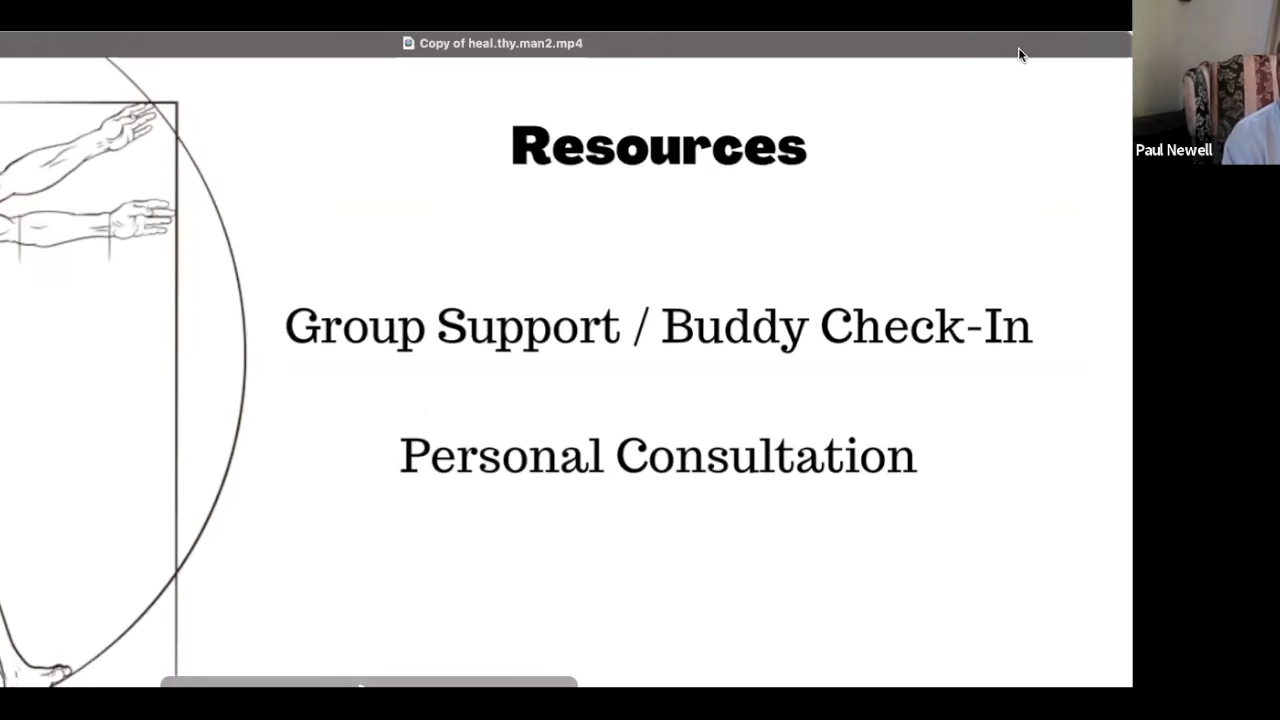 Copy of heal.thy.man2.mp4
Resources
Paul Newell
Group Support / Buddy Check-In
Personal Consultation